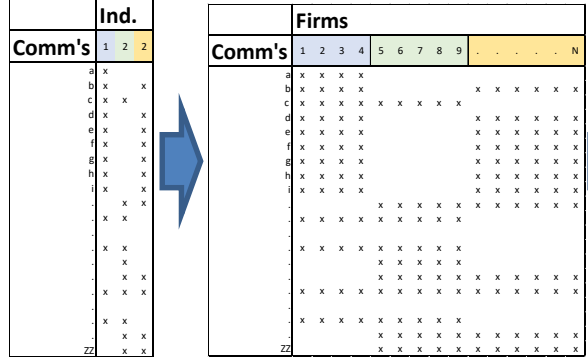 Ind.
Comm's 1 2 2
a x
b x x
c x x
d x x
e x x
f x x
g x x
h x x
i x x
. x x
. x x
.
. x x
. x
. x x
. x x x
.
. x x
. x x
ZZ x x
Firms
Comm's 1 2 3 4 5 6 7 8 9 . . . . . N
a x x x x
b x x x x x x x x x x
c x x x x x x x x x
d x x x x x x x x x x
e x x x x x x x x x x
f x x x x x x x x x x
g x x x x x x x x x x
h x x x x x x x x x x
i x x x x x x x x x x
. x x x x x x x x x x x
. x x x x x x x x x
.
. x x x x x x x x x
. x x x x x
. x x x x x x x x x x x
. x x x x x x x x x x x x x x x
.
. x x x x x x x x x
. x x x x x x x x x x x
ZZ x x x x x x x x x x x